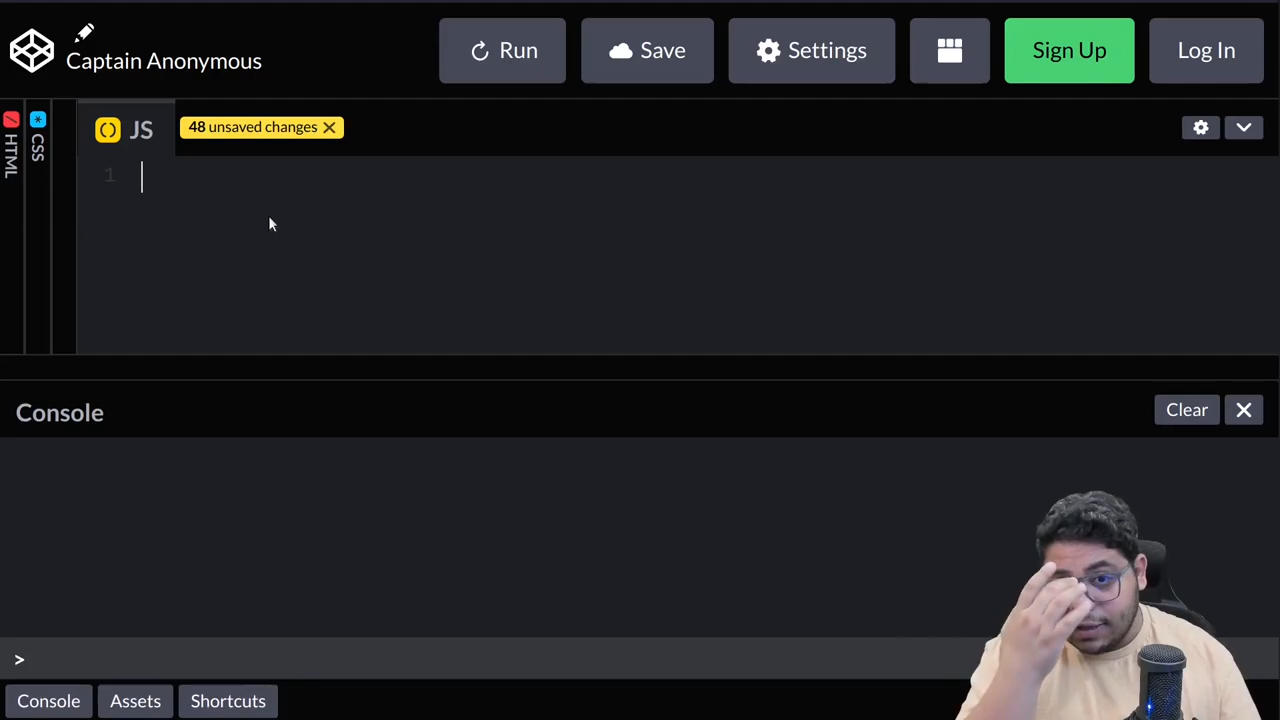 Captain Anonymous
Run
Save
Settings
Sign Up
Log In
HTML
CSS
JS
48 unsaved changes
1
Console
Clear
>
Console
Assets
Shortcuts